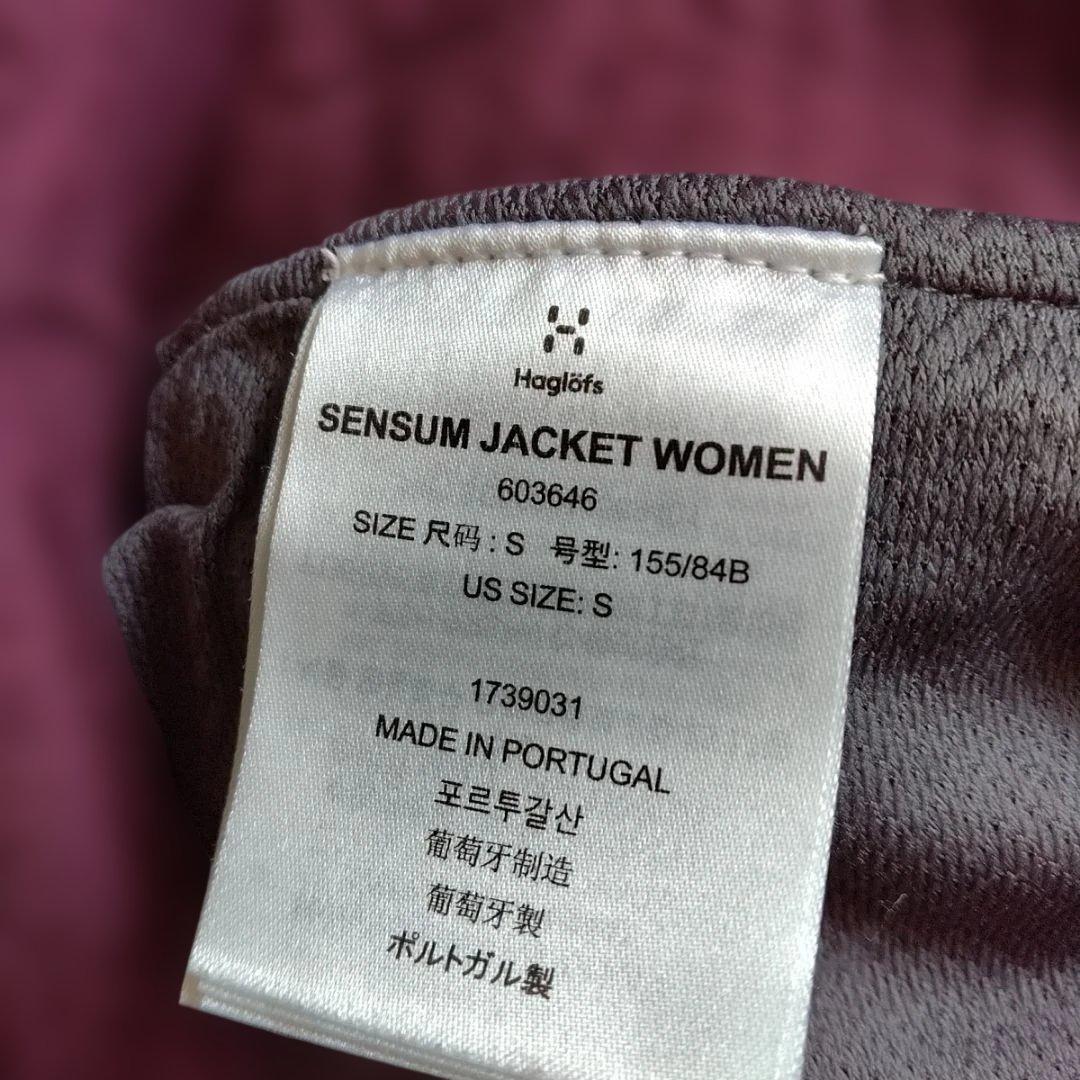 Haglöfs
SENSUM JACKET WOMEN
603646
SIZE 尺码 : S 号型: 155/84B
US SIZE: S
1739031
MADE IN PORTUGAL
포르투갈산
葡萄牙制造
葡萄牙製
ポルトガル製